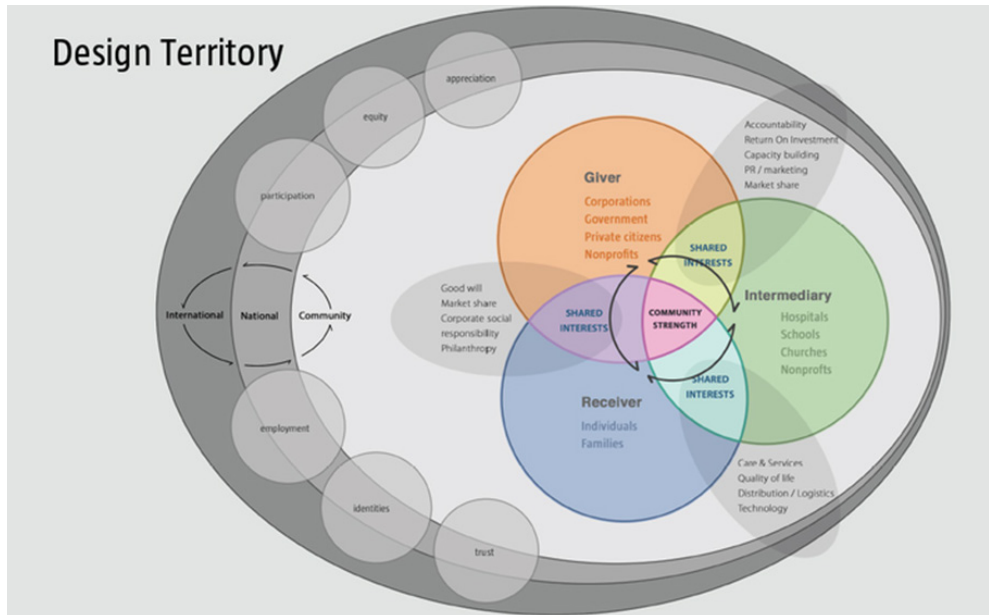 Design Territory
appreciation
equity
participation
International
National
Community
employment
identities
trust
Giver
Corporations
Government
Private citizens
Nonprofits
Accountability
Return On Investment
Capacity building
PR / marketing
Market share
SHARED
INTERESTS
Intermediary
Hospitals
Schools
Churches
Nonprofits
Good will
Market share
Corporate social
responsibility
Philanthropy
SHARED
INTERESTS
COMMUNITY
STRENGTH
SHARED
INTERESTS
Receiver
Individuals
Families
Care & Services
Quality of life
Distribution / Logistics
Technology